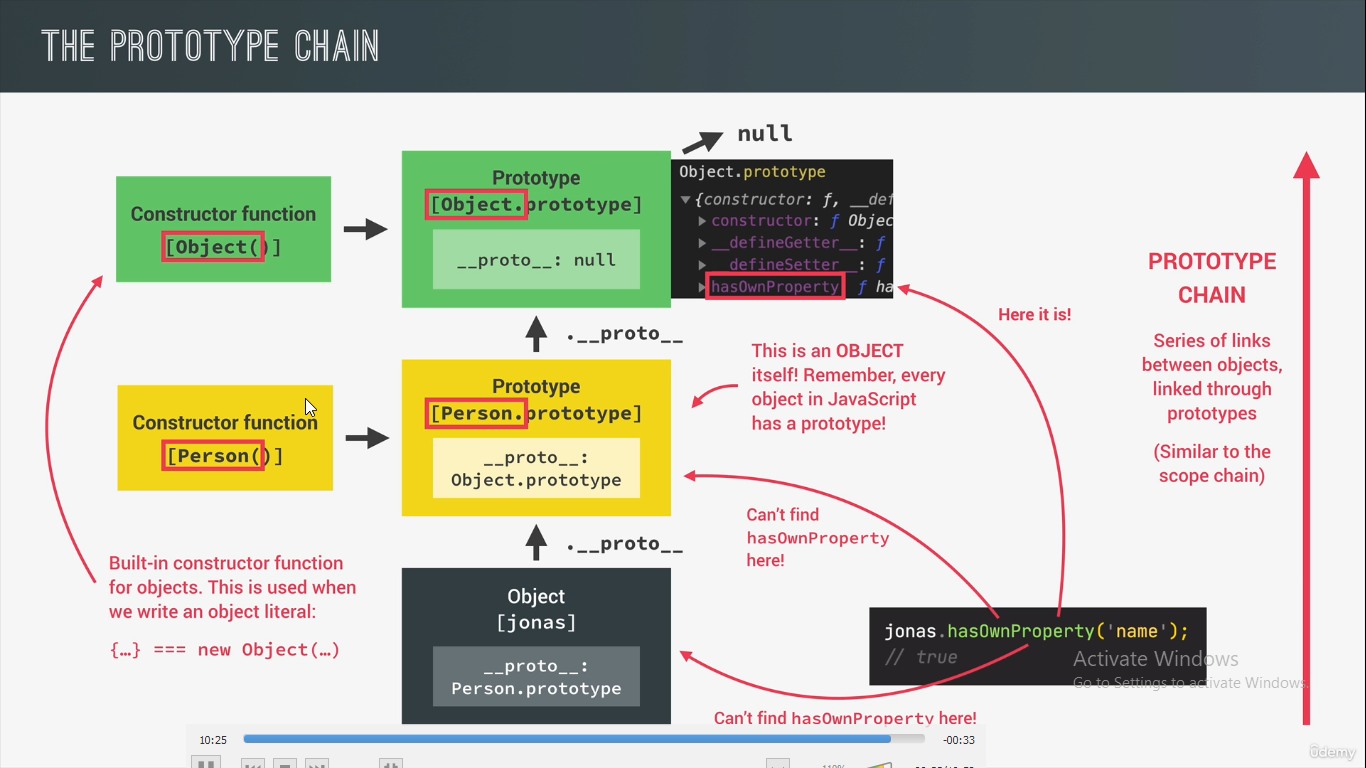 THE PROTOTYPE CHAIN
null
Constructor function
[Object()]
Prototype
[Object.prototype]
__proto__: null
Object.prototype
▼{constructor: ƒ, __def
▶constructor: ƒ Objec
▶__defineGetter__: ƒ
▶__defineSetter__: ƒ
▶hasOwnProperty ƒ ha
Here it is!
PROTOTYPE
CHAIN
Series of links
between objects,
linked through
prototypes
(Similar to the
scope chain)
.__proto__
This is an OBJECT
itself! Remember, every
object in JavaScript
has a prototype!
Constructor function
[Person()]
Prototype
[Person.prototype]
__proto__:
Object.prototype
Can't find
hasOwnProperty
here!
.__proto__
Built-in constructor function
for objects. This is used when
we write an object literal:
{…} === new Object(…)
Object
[jonas]
__proto__:
Person.prototype
jonas.hasOwnProperty('name');
// true
Activate Windows
Go to Settings to activate Windows.
Can't find hasOwnProperty here!
10:25
-00:33
ûdemy